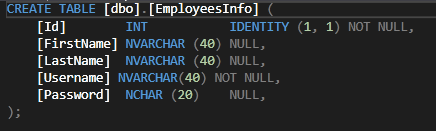 CREATE TABLE [dbo].[EmployeesInfo] (
[Id] INT IDENTITY (1, 1) NOT NULL,
[FirstName] NVARCHAR (40) NULL,
[LastName] NVARCHAR (40) NULL,
[Username] NVARCHAR(40) NOT NULL,
[Password] NCHAR (20) NULL,
);